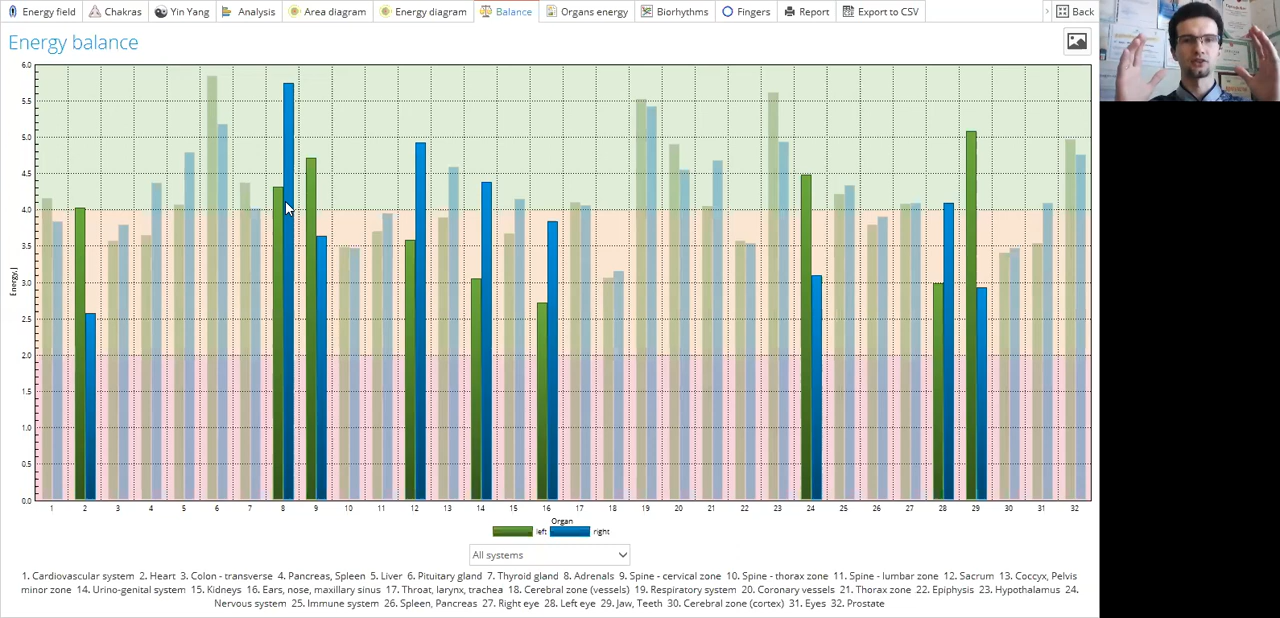 Energy field Chakras Yin Yang Analysis Area diagram Energy diagram Balance Organs energy Biorhythms Fingers Report Export to CSV Back
Energy balance
6.0
5.5
5.0
4.5
4.0
3.5
3.0
2.5
2.0
1.5
1.0
0.5
0.0
Energy,J
1 2 3 4 5 6 7 8 9 10 11 12 13 14 15 16 17 18 19 20 21 22 23 24 25 26 27 28 29 30 31 32
Organ
left right
All systems
1. Cardiovascular system 2. Heart 3. Colon - transverse 4. Pancreas, Spleen 5. Liver 6. Pituitary gland 7. Thyroid gland 8. Adrenals 9. Spine - cervical zone 10. Spine - thorax zone 11. Spine - lumbar zone 12. Sacrum 13. Coccyx, Pelvis
minor zone 14. Urino-genital system 15. Kidneys 16. Ears, nose, maxillary sinus 17. Throat, larynx, trachea 18. Cerebral zone (vessels) 19. Respiratory system 20. Coronary vessels 21. Thorax zone 22. Epiphysis 23. Hypothalamus 24.
Nervous system 25. Immune system 26. Spleen, Pancreas 27. Right eye 28. Left eye 29. Jaw, Teeth 30. Cerebral zone (cortex) 31. Eyes 32. Prostate